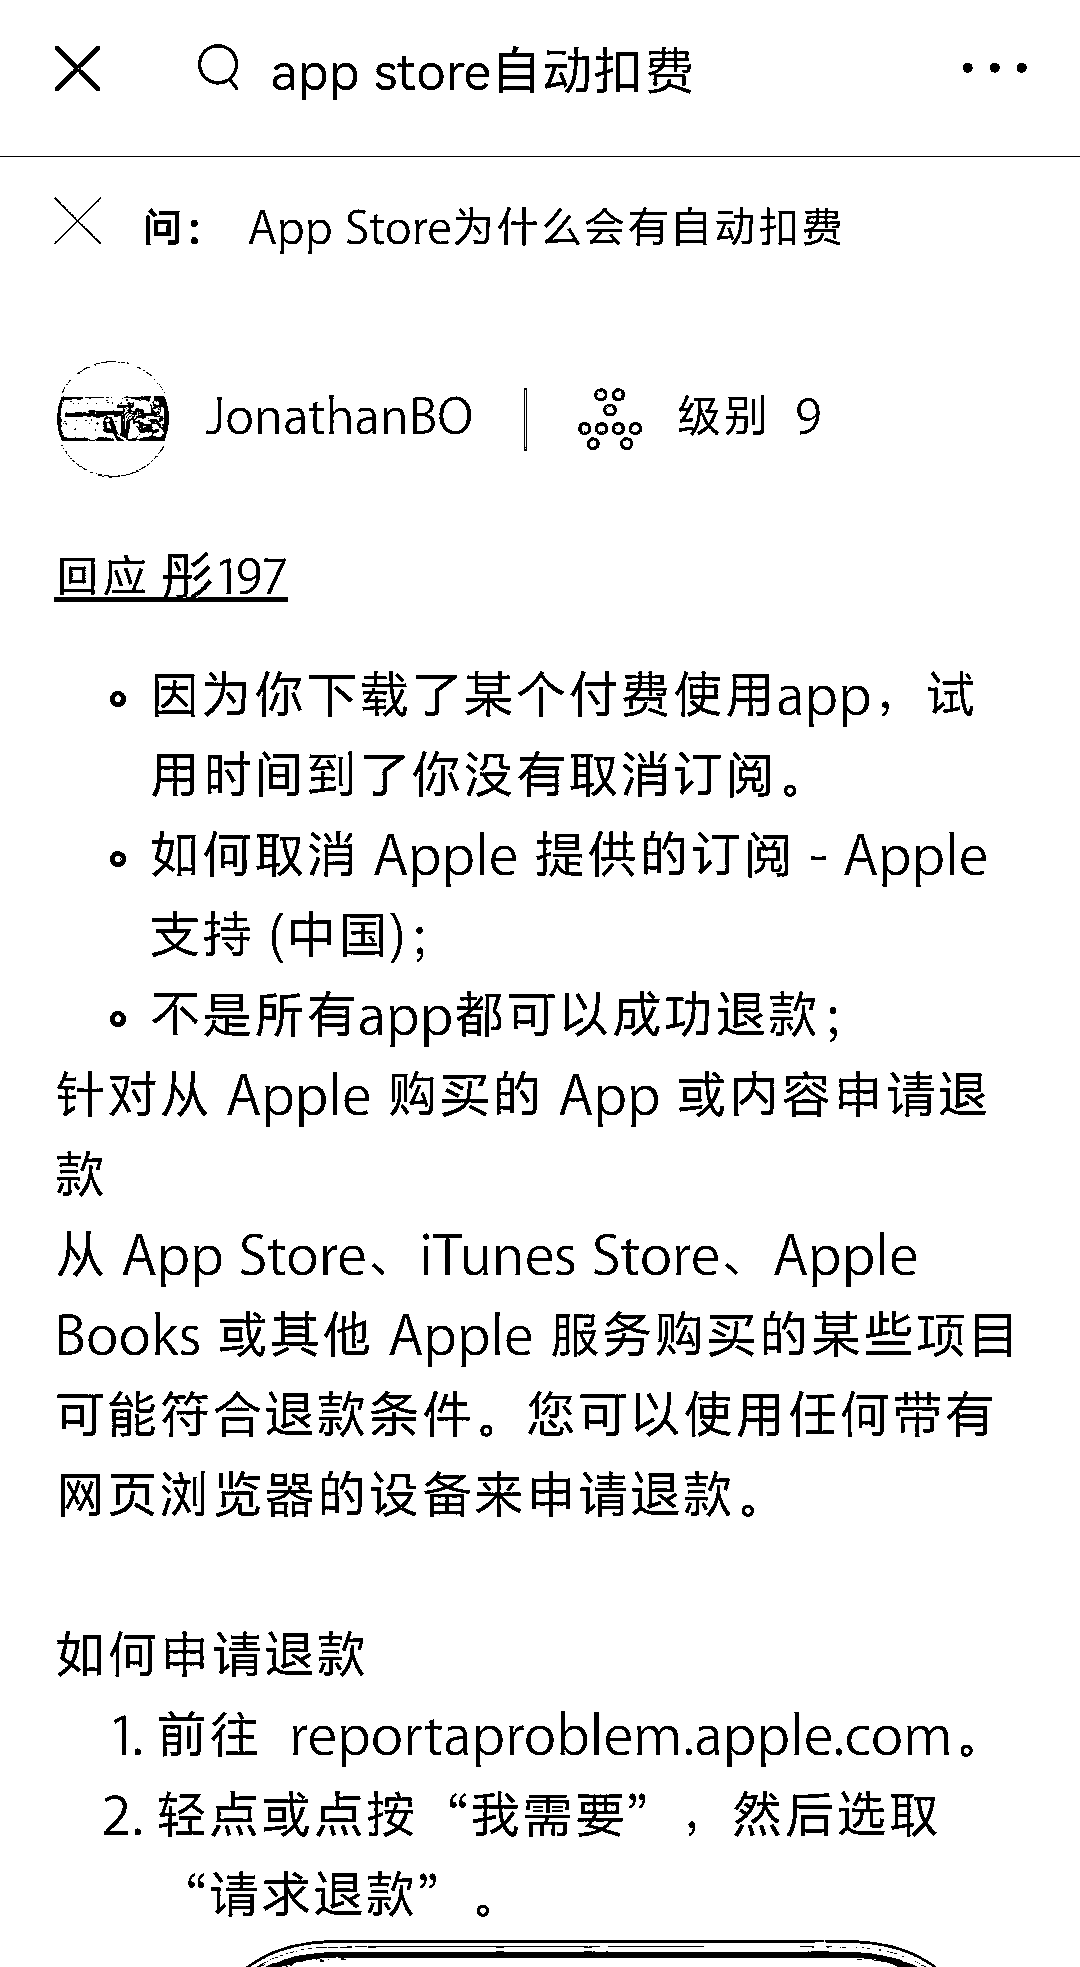 app store自动扣费
问： App Store为什么会有自动扣费
JonathanBO 级别 9
回应 彤197
因为你下载了某个付费使用app，试
用时间到了你没有取消订阅。
如何取消 Apple 提供的订阅 - Apple
支持 (中国)；
不是所有app都可以成功退款；
针对从 Apple 购买的 App 或内容申请退
款
从 App Store、iTunes Store、Apple
Books 或其他 Apple 服务购买的某些项目
可能符合退款条件。您可以使用任何带有
网页浏览器的设备来申请退款。
如何申请退款
1. 前往 reportaproblem.apple.com。
2. 轻点或点按“我需要”，然后选取
“请求退款”。